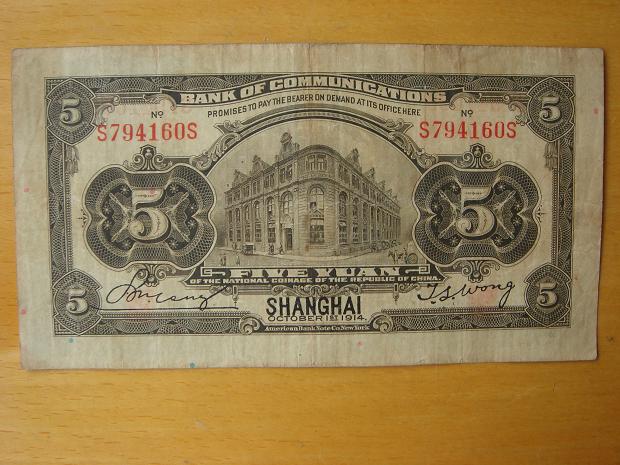 BANK OF COMMUNICATIONS
PROMISES TO PAY THE BEARER ON DEMAND AT ITS OFFICE HERE
5 5
Nº Nº
S794160S S794160S
5 5
FIVE YUAN
OF THE NATIONAL COINAGE OF THE REPUBLIC OF CHINA
T.S. Wong
5 5
SHANGHAI
OCTOBER 1ST 1914.
American Bank Note Co. New York